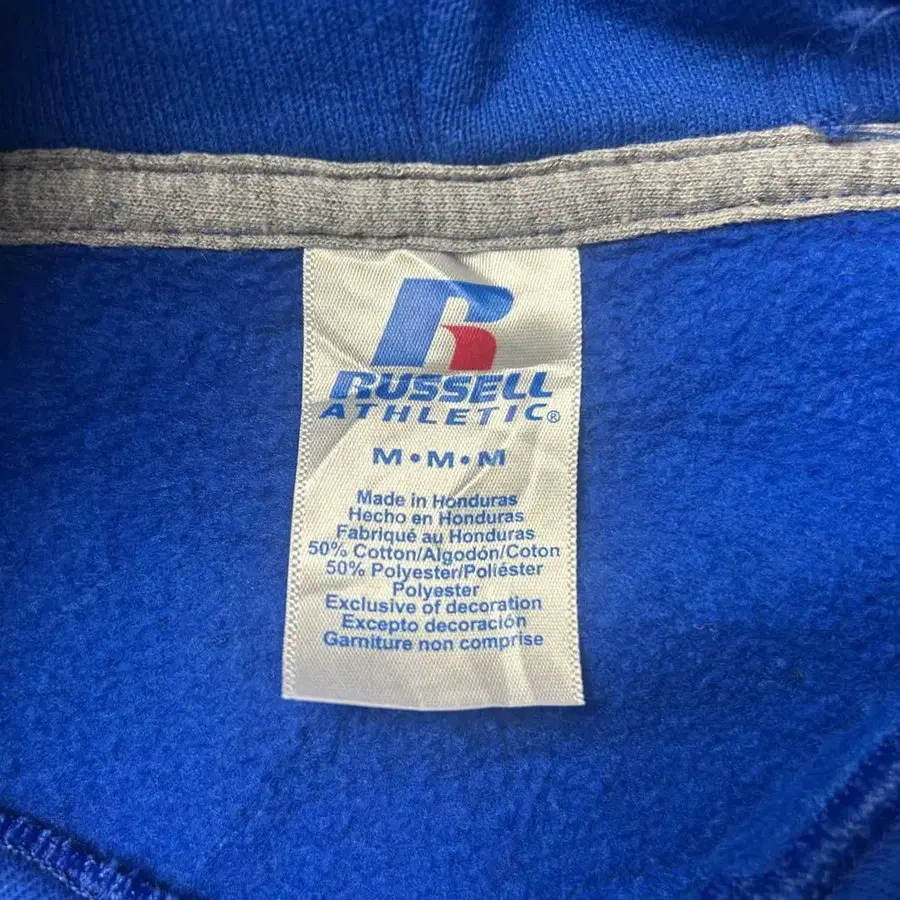 R
RUSSELL
ATHLETIC®
M•M•M
Made in Honduras
Hecho en Honduras
Fabriqué au Honduras
50% Cotton/Algodón/Coton
50% Polyester/Poliéster
Polyester
Exclusive of decoration
Excepto decoración
Garniture non comprise